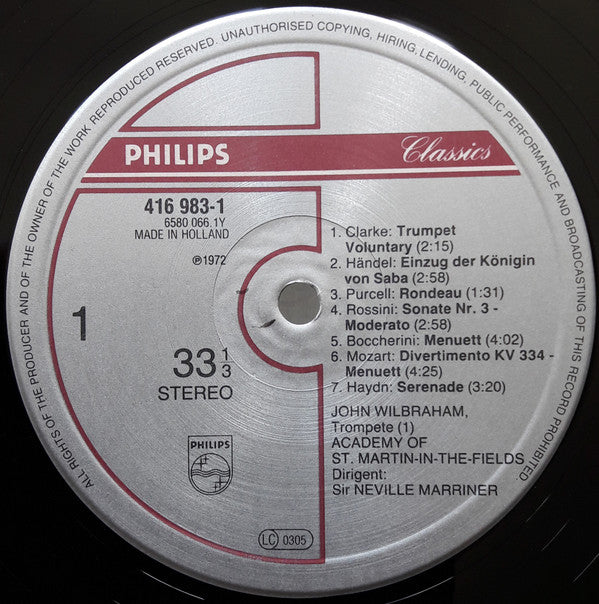 ALL RIGHTS OF THE PRODUCER AND OF THE OWNER OF THE WORK REPRODUCED RESERVED. UNAUTHORISED COPYING, HIRING, LENDING, PUBLIC PERFORMANCE AND BROADCASTING OF THIS RECORD PROHIBITED.
PHILIPS
Classics
416 983-1
6580 066.1Y
MADE IN HOLLAND
℗1972
1
33 1/3
STEREO
PHILIPS
1. Clarke: Trumpet
Voluntary (2:15)
2. Händel: Einzug der Königin
von Saba (2:58)
3. Purcell: Rondeau (1:31)
4. Rossini: Sonate Nr. 3 -
Moderato (2:58)
5. Boccherini: Menuett (4:02)
6. Mozart: Divertimento KV 334 -
Menuett (4:25)
7. Haydn: Serenade (3:20)
JOHN WILBRAHAM,
Trompete (1)
ACADEMY OF
ST. MARTIN-IN-THE-FIELDS
Dirigent:
Sir NEVILLE MARRINER
LC 0305